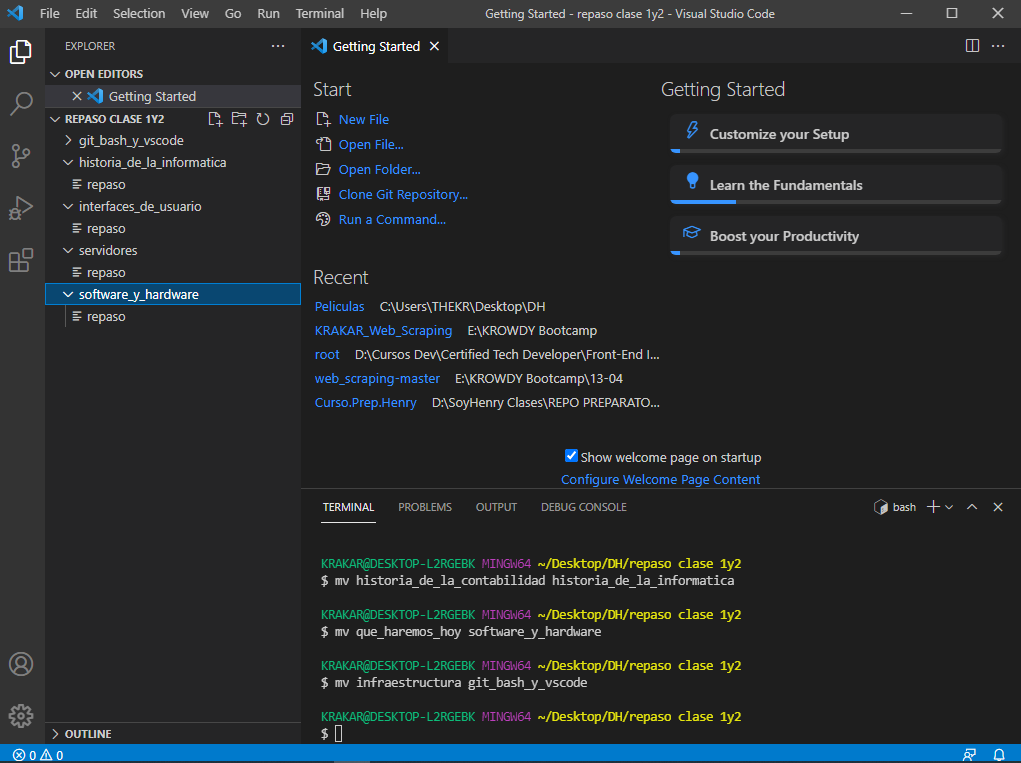 File Edit Selection View Go Run Terminal Help Getting Started - repaso clase 1y2 - Visual Studio Code
EXPLORER
OPEN EDITORS
Getting Started
REPASO CLASE 1Y2
git_bash_y_vscode
historia_de_la_informatica
repaso
interfaces_de_usuario
repaso
servidores
repaso
software_y_hardware
repaso
OUTLINE
Getting Started
Start
New File
Open File...
Open Folder...
Clone Git Repository...
Run a Command...
Recent
Peliculas C:\Users\THEKR\Desktop\DH
KRAKAR_Web_Scraping E:\KROWDY Bootcamp
root D:\Cursos Dev\Certified Tech Developer\Front-End I...
web_scraping-master E:\KROWDY Bootcamp\13-04
Curso.Prep.Henry D:\SoyHenry Clases\REPO PREPARATO...
Getting Started
Customize your Setup
Learn the Fundamentals
Boost your Productivity
Show welcome page on startup
Configure Welcome Page Content
TERMINAL PROBLEMS OUTPUT DEBUG CONSOLE bash
KRAKAR@DESKTOP-L2RGEBK MINGW64 ~/Desktop/DH/repaso clase 1y2
$ mv historia_de_la_contabilidad historia_de_la_informatica
KRAKAR@DESKTOP-L2RGEBK MINGW64 ~/Desktop/DH/repaso clase 1y2
$ mv que_haremos_hoy software_y_hardware
KRAKAR@DESKTOP-L2RGEBK MINGW64 ~/Desktop/DH/repaso clase 1y2
$ mv infraestructura git_bash_y_vscode
KRAKAR@DESKTOP-L2RGEBK MINGW64 ~/Desktop/DH/repaso clase 1y2
$
0 0